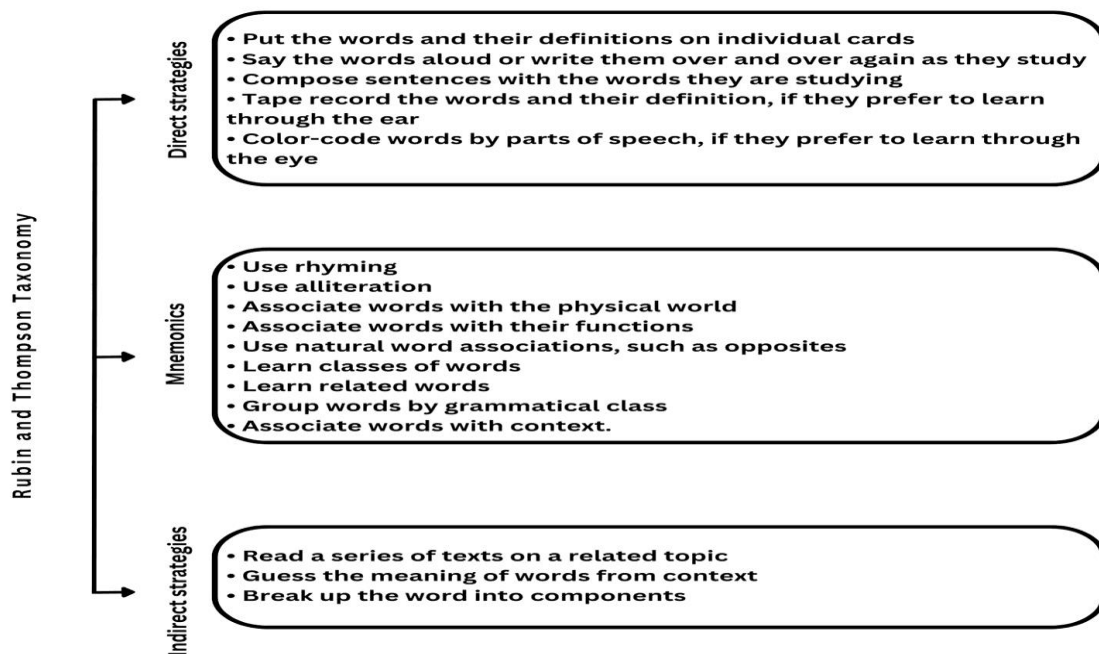 Rubin and Thompson Taxonomy
Direct strategies
• Put the words and their definitions on individual cards
• Say the words aloud or write them over and over again as they study
• Compose sentences with the words they are studying
• Tape record the words and their definition, if they prefer to learn
through the ear
• Color-code words by parts of speech, if they prefer to learn through
the eye
Mnemonics
• Use rhyming
• Use alliteration
• Associate words with the physical world
• Associate words with their functions
• Use natural word associations, such as opposites
• Learn classes of words
• Learn related words
• Group words by grammatical class
• Associate words with context.
Indirect strategies
• Read a series of texts on a related topic
• Guess the meaning of words from context
• Break up the word into components